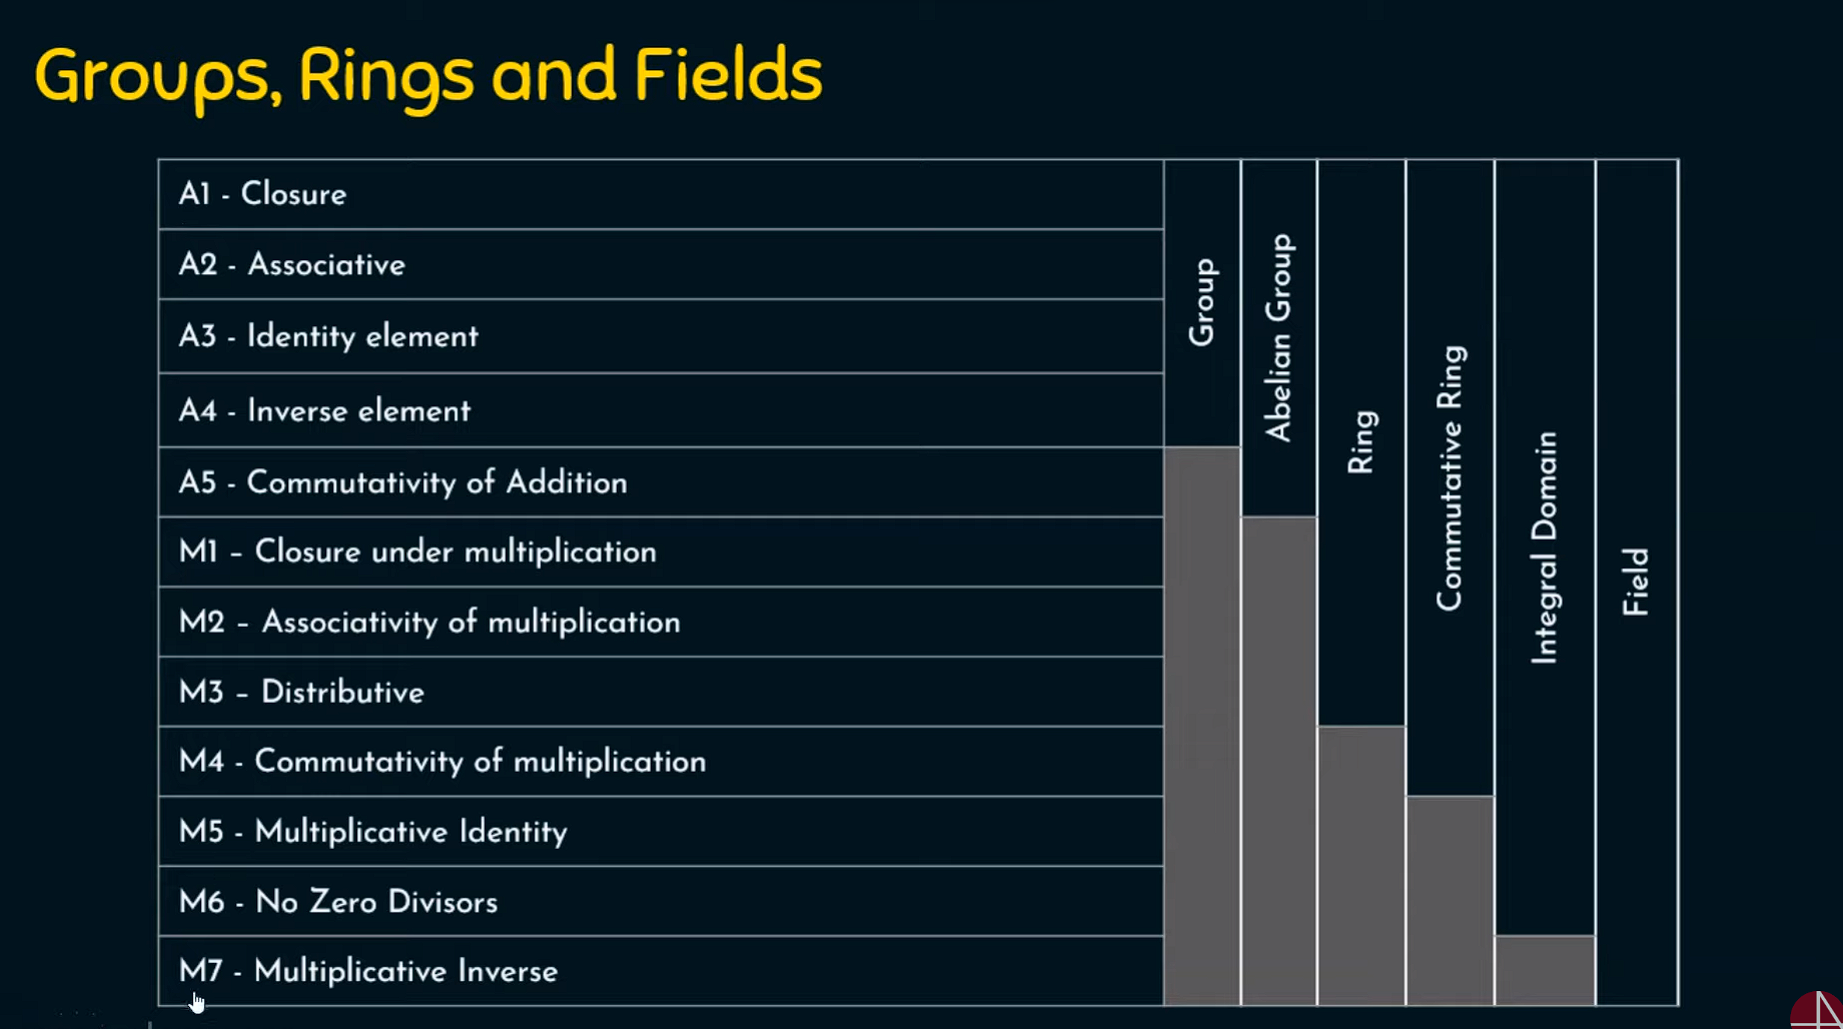 Groups, Rings and Fields
A1 - Closure
A2 - Associative
A3 - Identity element
A4 - Inverse element
A5 - Commutativity of Addition
M1 – Closure under multiplication
M2 – Associativity of multiplication
M3 – Distributive
M4 - Commutativity of multiplication
M5 - Multiplicative Identity
M6 - No Zero Divisors
M7 - Multiplicative Inverse
Group
Abelian Group
Ring
Commutative Ring
Integral Domain
Field